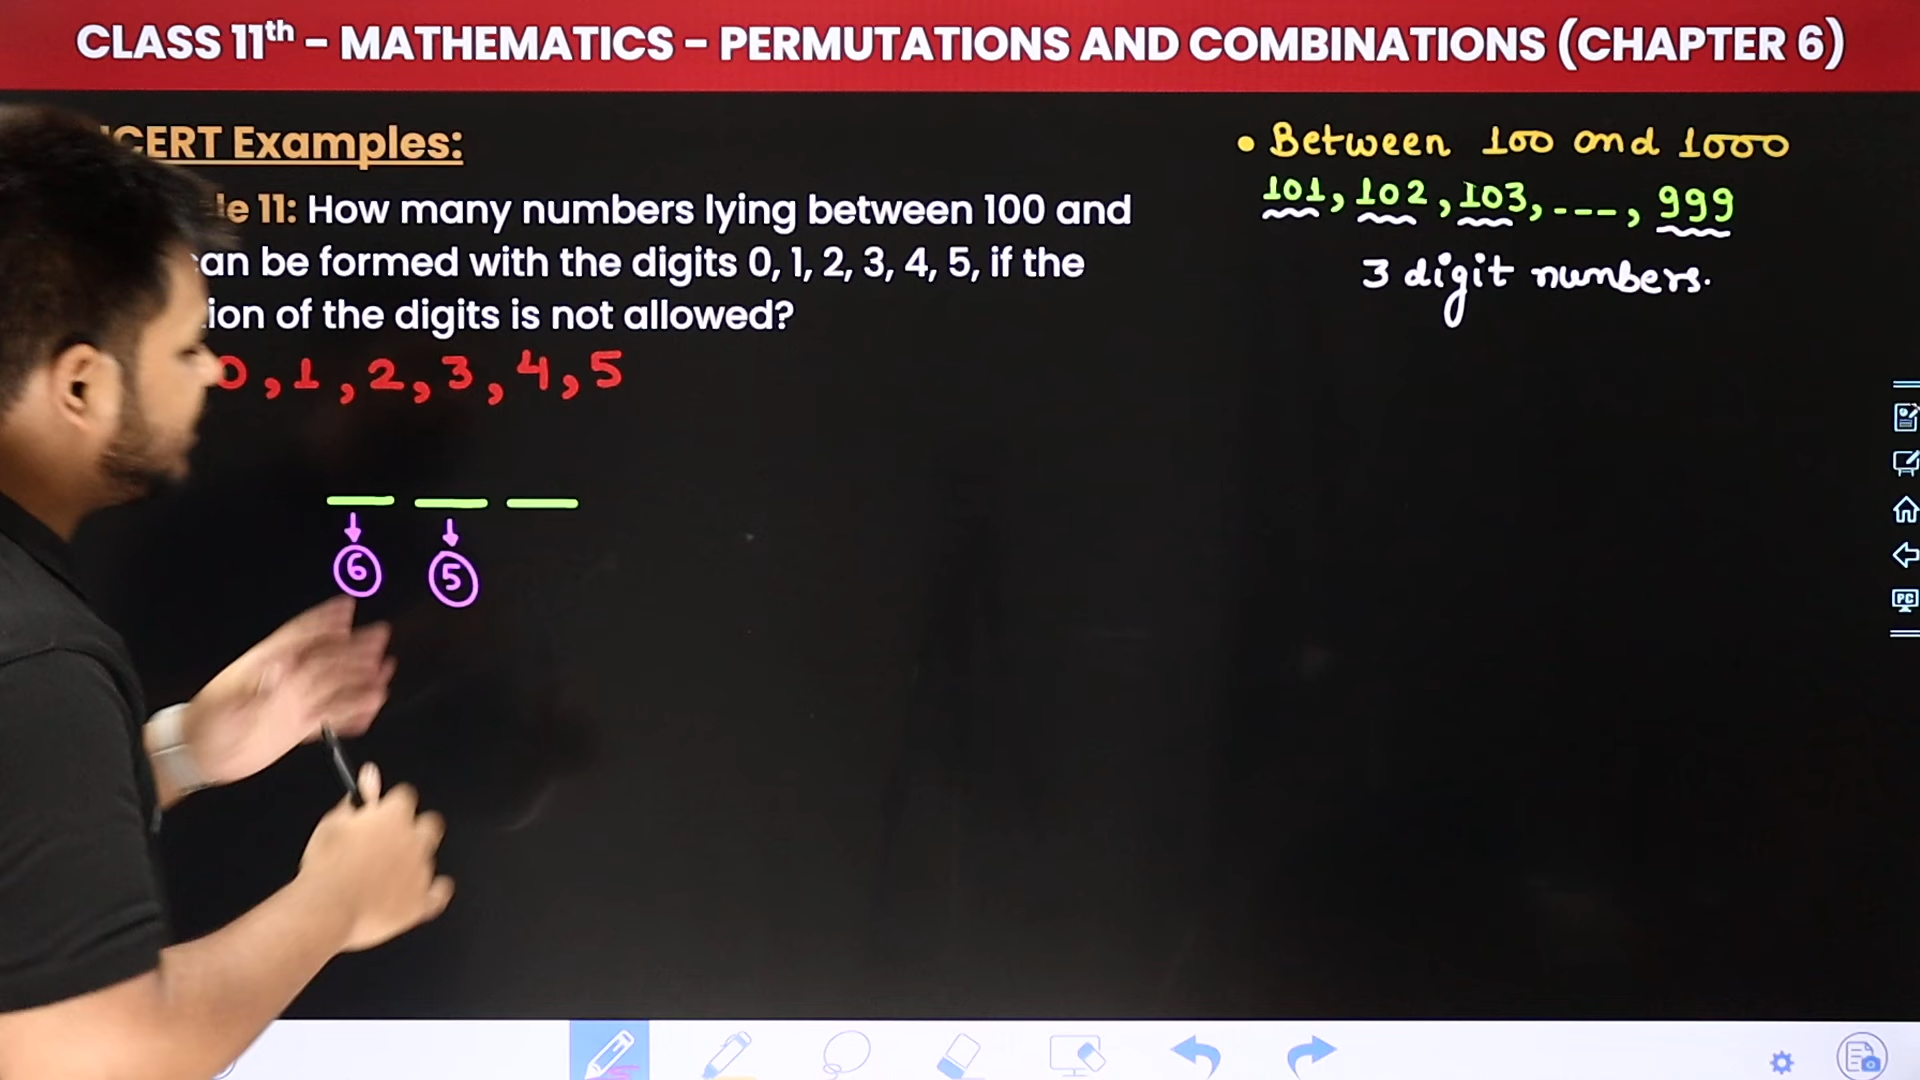 CLASS 11th - MATHEMATICS - PERMUTATIONS AND COMBINATIONS (CHAPTER 6)
CERT Examples:
le 11: How many numbers lying between 100 and
an be formed with the digits 0, 1, 2, 3, 4, 5, if the
ion of the digits is not allowed?
0, 1, 2, 3, 4, 5
6 5
• Between 100 and 1000
101, 102, 103, ---, 999
3 digit numbers.
PC